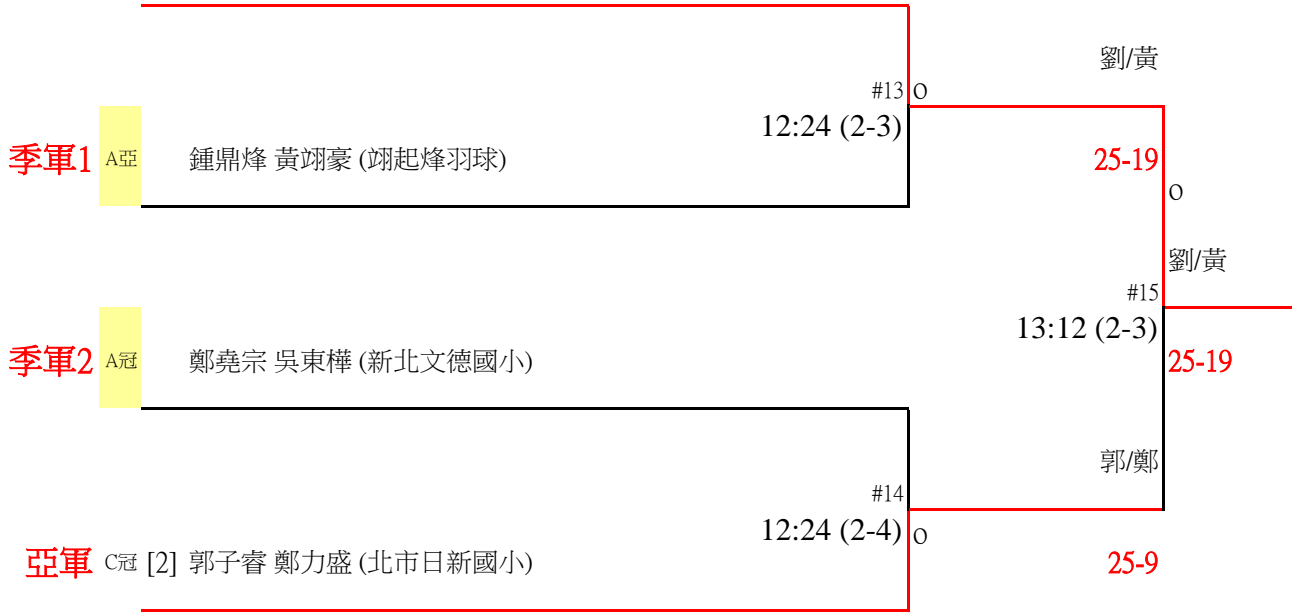 劉/黃
#13 O
12:24 (2-3)
季軍1 A亞 鍾鼎烽 黃翊豪 (翊起烽羽球)
25-19
O
劉/黃
#15
13:12 (2-3)
季軍2 A冠 鄭堯宗 吳東樺 (新北文德國小)
25-19
郭/鄭
#14
12:24 (2-4) O
亞軍 C冠 [2] 郭子睿 鄭力盛 (北市日新國小)
25-9